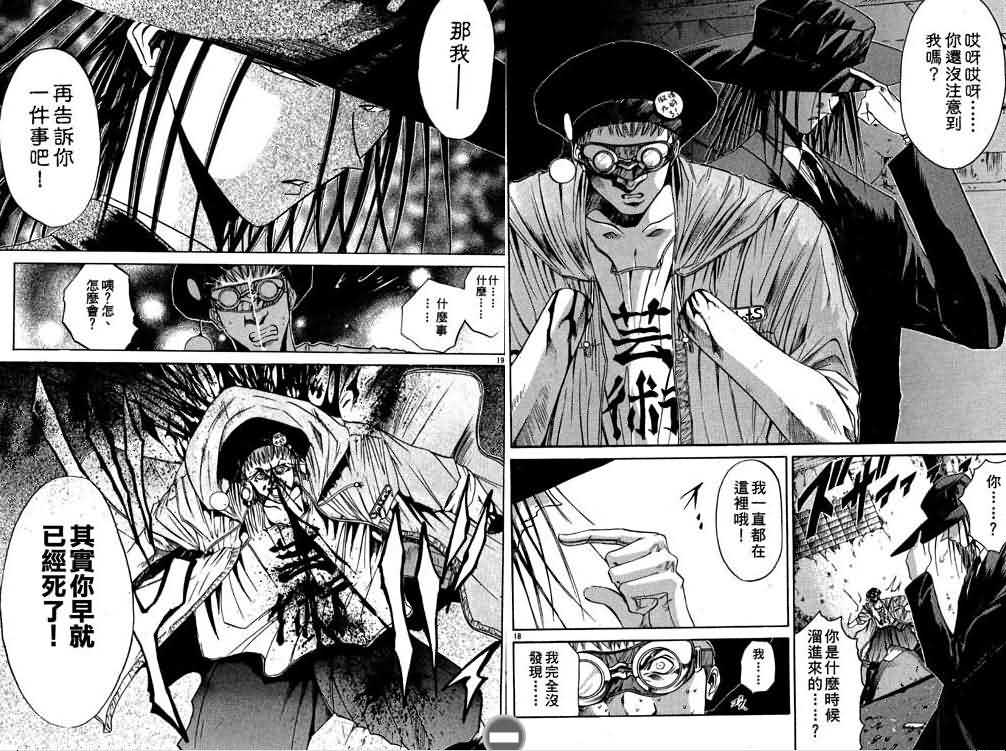 哎呀哎呀……
你還沒注意到
我嗎？
芸術
你……？
你是什麼時候
溜進來的……？
我一直都在
這裡哦！
我……
我完全沒
發現……
18
那我——
再告訴你
一件事吧！
什……
什麼……
什麼事
……
咦？怎、
怎麼會？
19
其實你早就
已經死了！